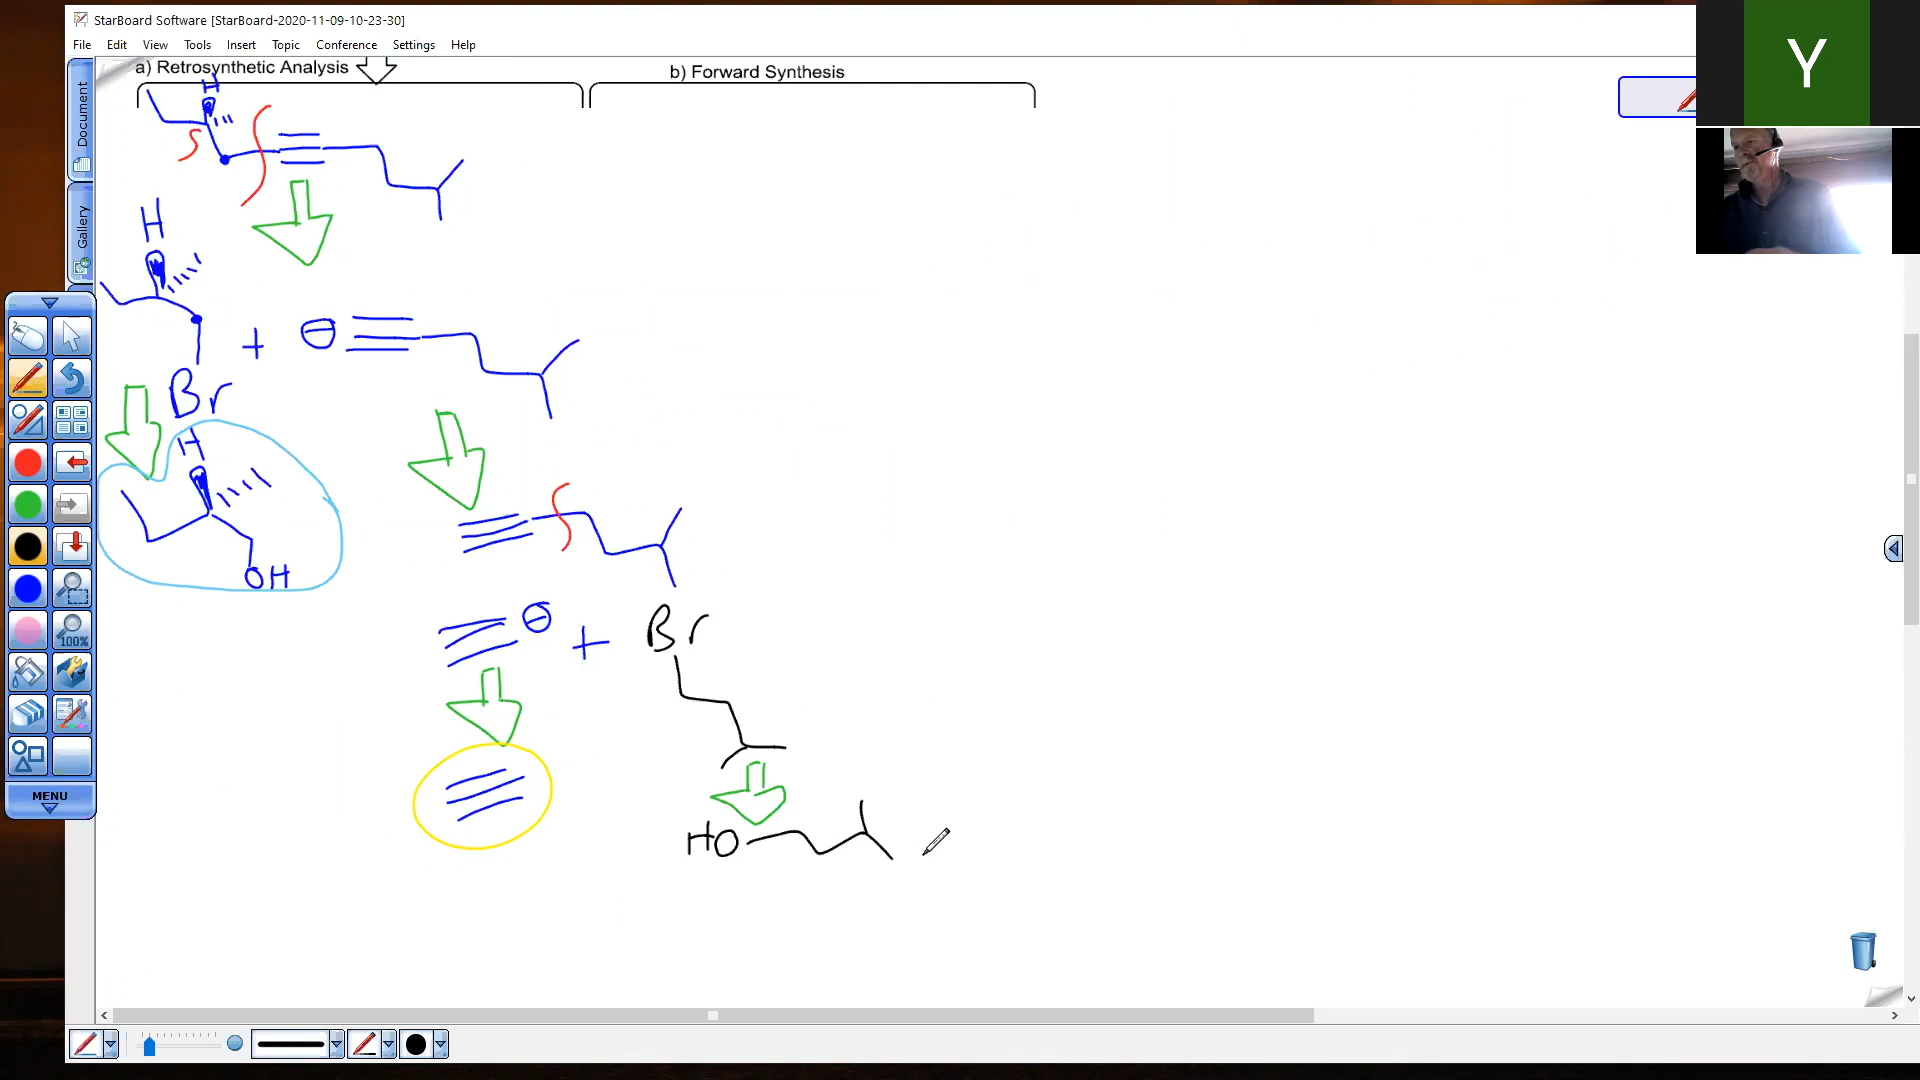 StarBoard Software [StarBoard-2020-11-09-10-23-30]
File Edit View Tools Insert Topic Conference Settings Help
Y
a) Retrosynthetic Analysis
b) Forward Synthesis
Document
Gallery
H
H
+ ⊖
Br
H
OH
⊖ + Br
HO
100%
MENU